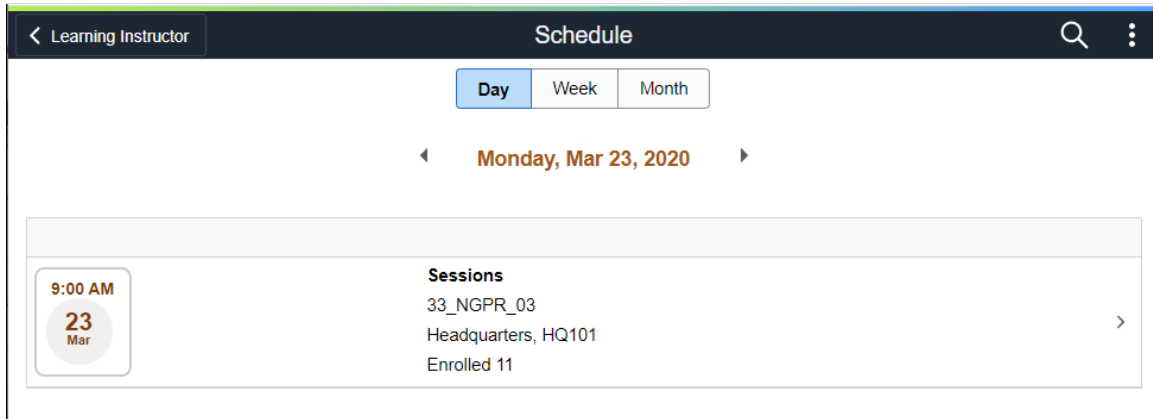 Learning Instructor
Schedule
Day
Week
Month
Monday, Mar 23, 2020
9:00 AM
23
Mar
Sessions
33_NGPR_03
Headquarters, HQ101
Enrolled 11